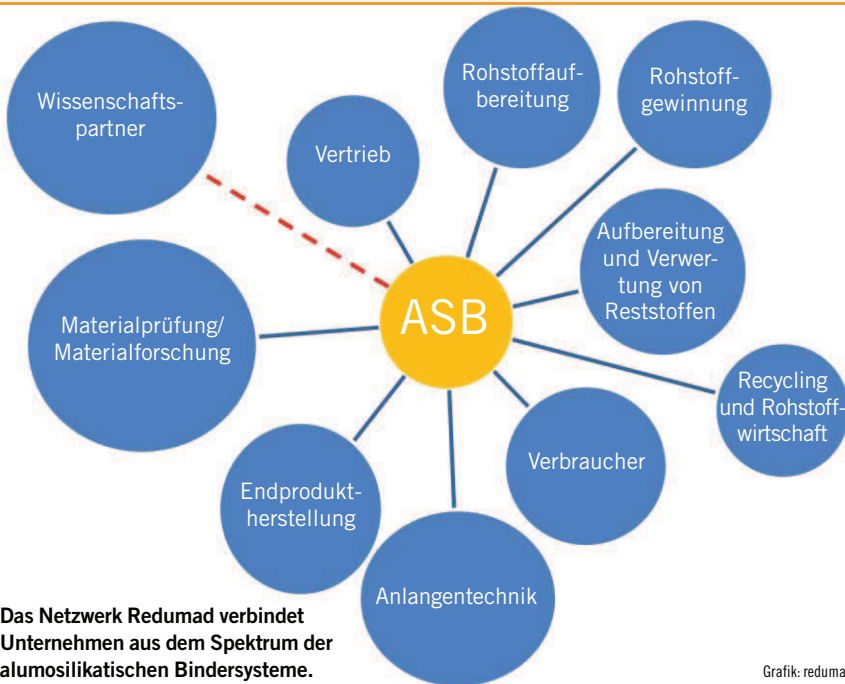 Wissenschafts-
partner
Vertrieb
Rohstoffauf-
bereitung
Rohstoff-
gewinnung
Aufbereitung
und Verwer-
tung von
Reststoffen
ASB
Materialprüfung/
Materialforschung
Recycling
und Rohstoff-
wirtschaft
Verbraucher
Endprodukt-
herstellung
Anlangentechnik
Das Netzwerk Redumad verbindet
Unternehmen aus dem Spektrum der
alumosilikatischen Bindersysteme.
Grafik: reduma